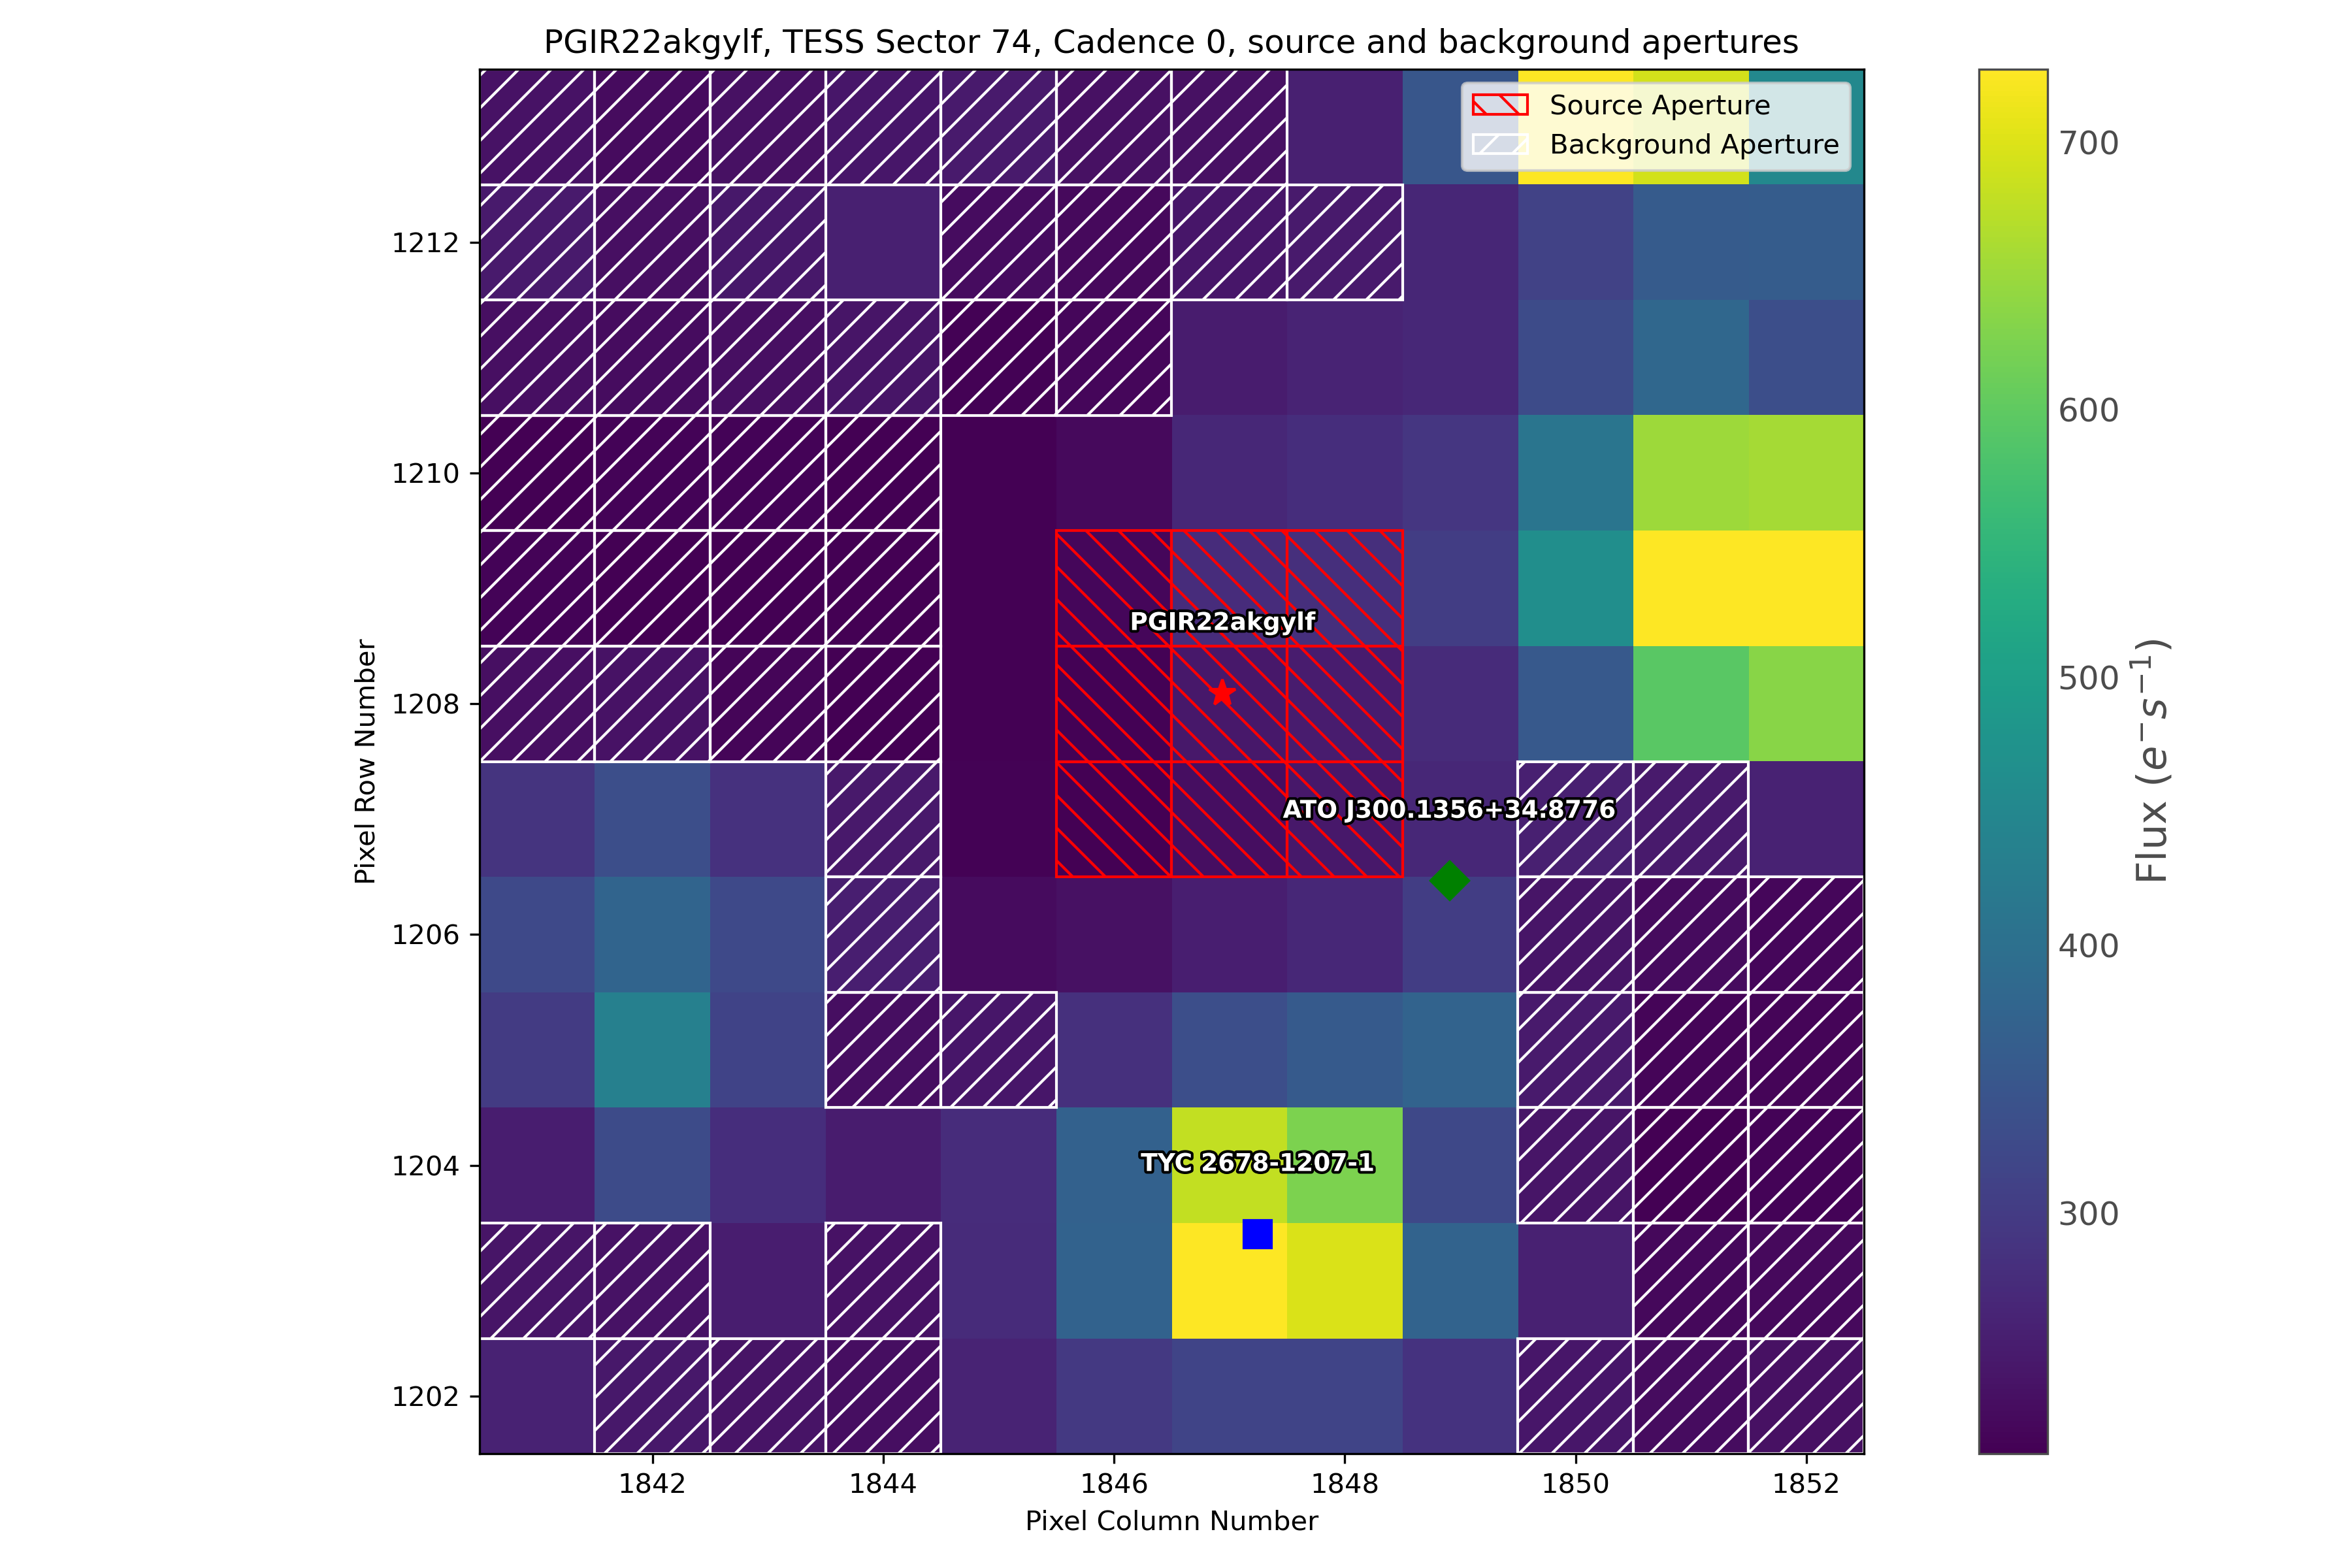 PGIR22akgylf, TESS Sector 74, Cadence 0, source and background apertures
Source Aperture
Background Aperture
700
600
500
400
300
Flux (e⁻s⁻¹)
1212
1210
1208
1206
1204
1202
Pixel Row Number
PGIR22akgylf
ATO J300.1356+34.8776
TYC 2678-1207-1
1842 1844 1846 1848 1850 1852
Pixel Column Number